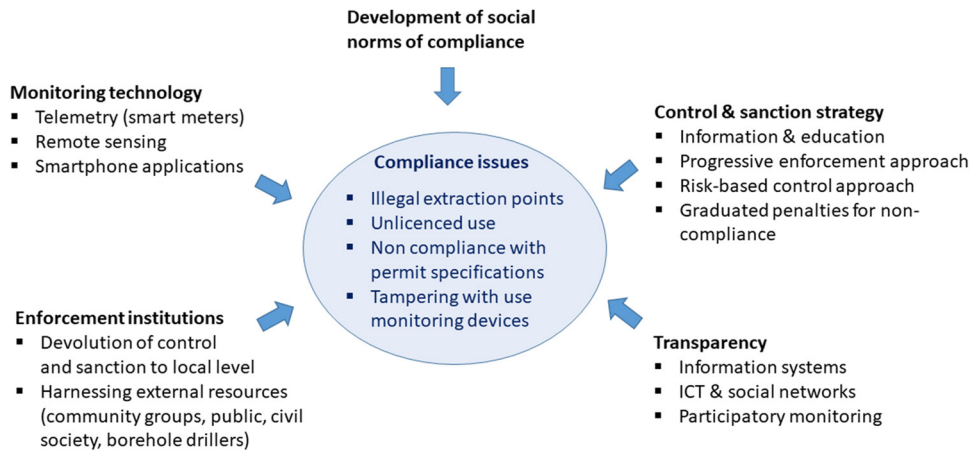 Development of social
norms of compliance
Monitoring technology
▪ Telemetry (smart meters)
▪ Remote sensing
▪ Smartphone applications
Control & sanction strategy
▪ Information & education
▪ Progressive enforcement approach
▪ Risk-based control approach
▪ Graduated penalties for non-
compliance
Compliance issues
▪ Illegal extraction points
▪ Unlicenced use
▪ Non compliance with
permit specifications
▪ Tampering with use
monitoring devices
Enforcement institutions
▪ Devolution of control
and sanction to local level
▪ Harnessing external resources
(community groups, public, civil
society, borehole drillers)
Transparency
▪ Information systems
▪ ICT & social networks
▪ Participatory monitoring